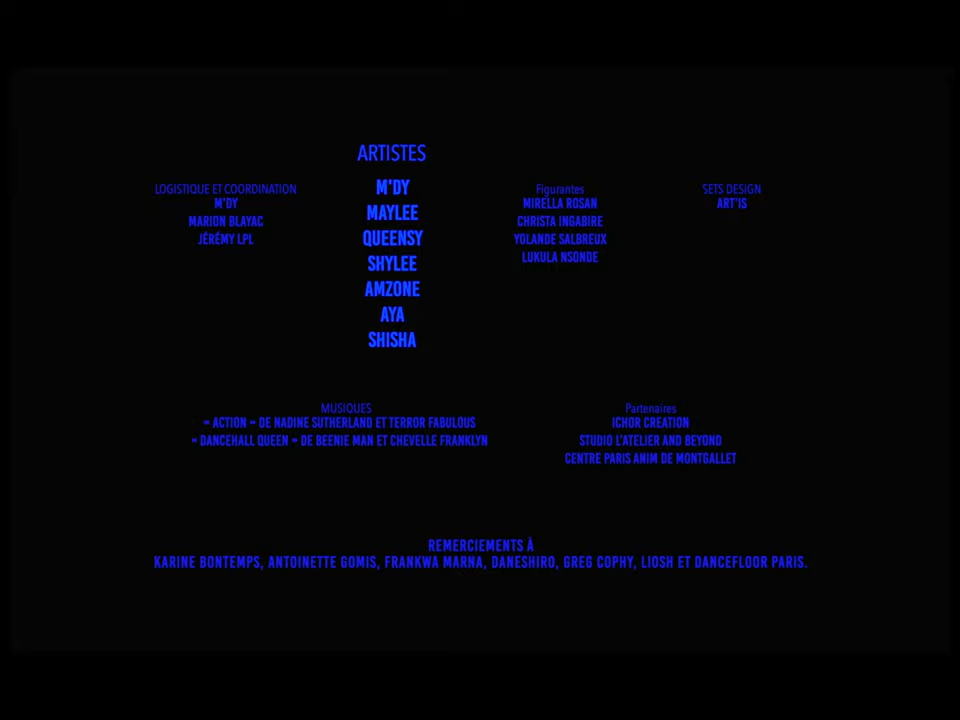 ARTISTES
M'DY
MAYLEE
QUEENSY
SHYLEE
AMZONE
AYA
SHISHA
LOGISTIQUE ET COORDINATION
M'DY
MARION BLAYAC
JÉRÉMY LPL
Figurantes
MIRELLA ROSAN
CHRISTA INGABIRE
YOLANDE SALBREUX
LUKULA NSONDE
SETS DESIGN
ART'IS
MUSIQUES
« ACTION » DE NADINE SUTHERLAND ET TERROR FABULOUS
« DANCEHALL QUEEN » DE BEENIE MAN ET CHEVELLE FRANKLYN
Partenaires
ICHOR CREATION
STUDIO L'ATELIER AND BEYOND
CENTRE PARIS ANIM DE MONTGALLET
REMERCIEMENTS À
KARINE BONTEMPS, ANTOINETTE GOMIS, FRANKWA MARNA, DANESHIRO, GREG COPHY, LIOSH ET DANCEFLOOR PARIS.